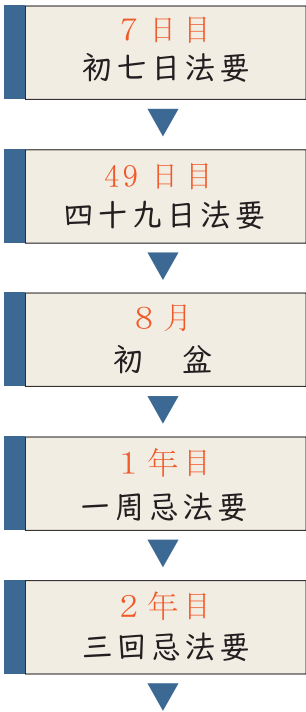 7日目
初七日法要
49日目
四十九日法要
8月
初　盆
1年目
一周忌法要
2年目
三回忌法要